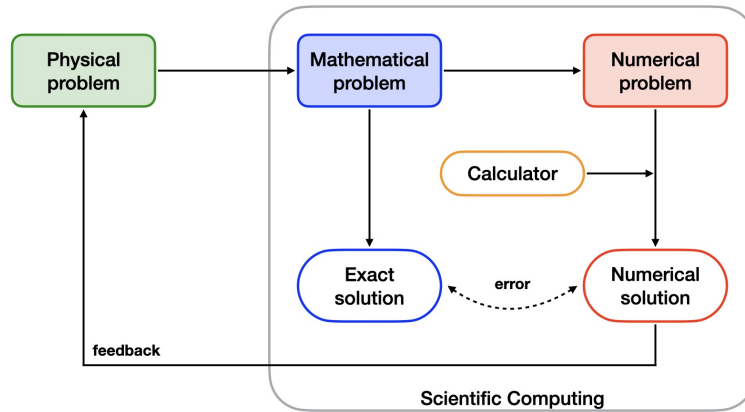 Physical
problem
Mathematical
problem
Numerical
problem
Calculator
Exact
solution
error
Numerical
solution
feedback
Scientific Computing